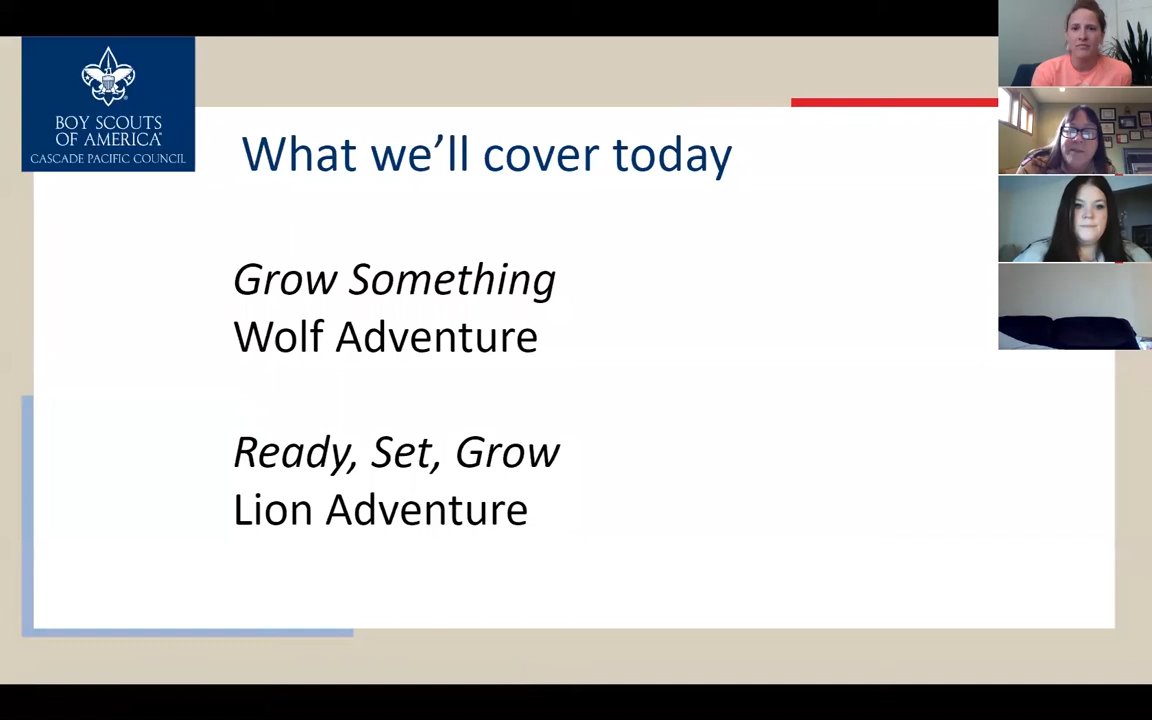 BOY SCOUTS
OF AMERICA®
CASCADE PACIFIC COUNCIL
What we’ll cover today
Grow Something
Wolf Adventure
Ready, Set, Grow
Lion Adventure